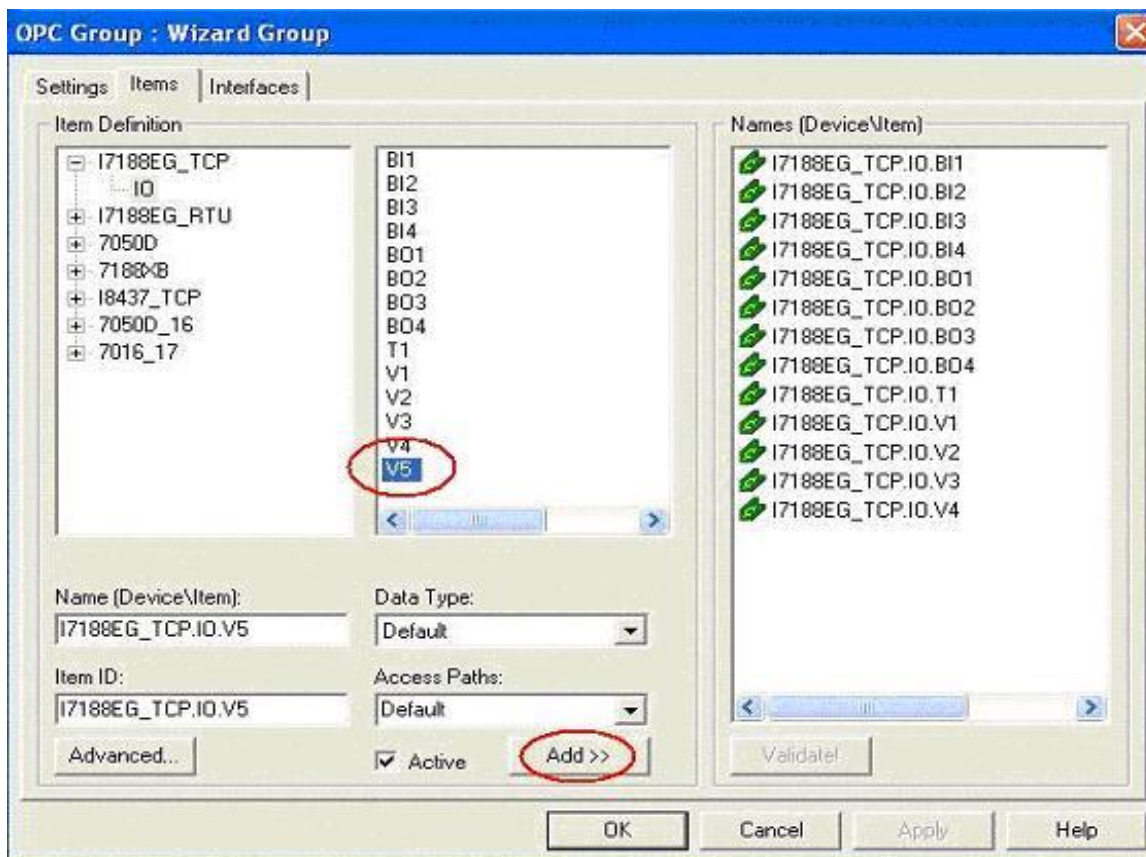 OPC Group : Wizard Group
Settings
Items
Interfaces
Item Definition
I7188EG_TCP
IO
I7188EG_RTU
7050D
7188XB
I8437_TCP
7050D_16
7016_17
BI1
BI2
BI3
BI4
BO1
BO2
BO3
BO4
T1
V1
V2
V3
V4
V5
Name (Device\Item):
I7188EG_TCP.IO.V5
Data Type:
Default
Item ID:
I7188EG_TCP.IO.V5
Access Paths:
Default
Advanced...
Active
Add >>
Names (Device\Item)
I7188EG_TCP.IO.BI1
I7188EG_TCP.IO.BI2
I7188EG_TCP.IO.BI3
I7188EG_TCP.IO.BI4
I7188EG_TCP.IO.BO1
I7188EG_TCP.IO.BO2
I7188EG_TCP.IO.BO3
I7188EG_TCP.IO.BO4
I7188EG_TCP.IO.T1
I7188EG_TCP.IO.V1
I7188EG_TCP.IO.V2
I7188EG_TCP.IO.V3
I7188EG_TCP.IO.V4
Validate!
OK
Cancel
Apply
Help